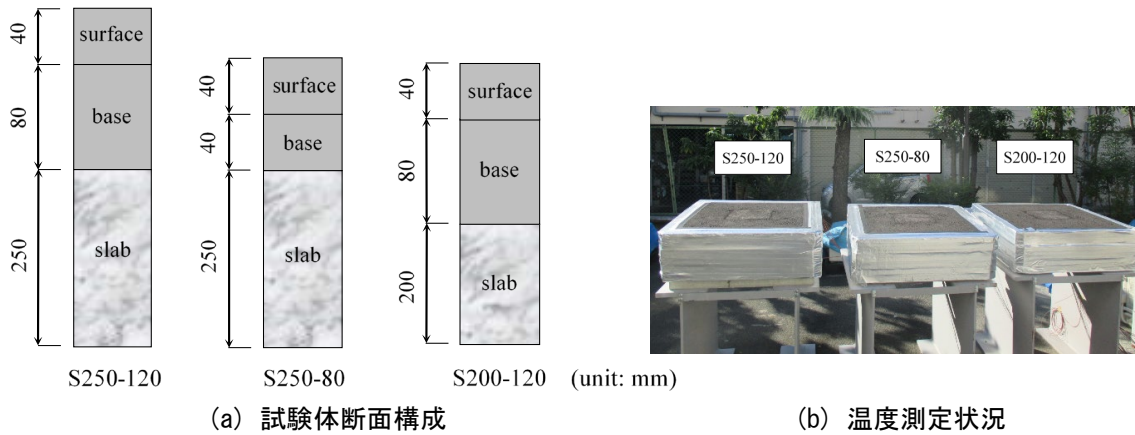 40
surface
80
base
250
slab
S250-120
40
surface
40
base
250
slab
S250-80
40
surface
80
base
200
slab
S200-120
(unit: mm)
(a) 試験体断面構成
S250-120
S250-80
S200-120
(b) 温度測定状況